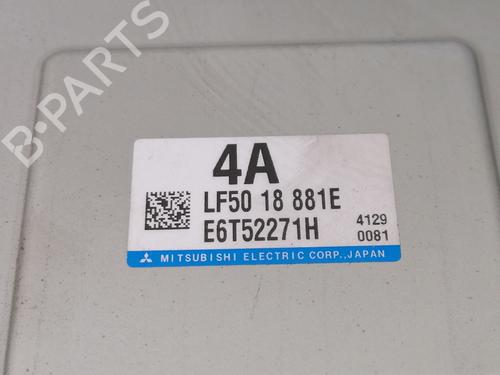 B-PARTS
4A
LF50 18 881E
E6T52271H
4129
0081
MITSUBISHI ELECTRIC CORP.,JAPAN